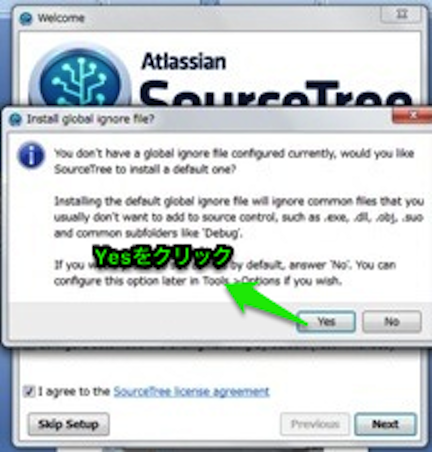 Welcome
Atlassian
SourceTree
Install global ignore file?
You don't have a global ignore file configured currently, would you like
SourceTree to install a default one?
Installing the default global ignore file will ignore common files that you
usually don't want to add to source control, such as .exe, .dll, .obj, .suo
and common subfolders like 'Debug'.
Yesをクリック
If you by default, answer 'No'. You can
configure this option later in Tools > Options if you wish.
Yes
No
I agree to the SourceTree license agreement
Skip Setup
Previous
Next